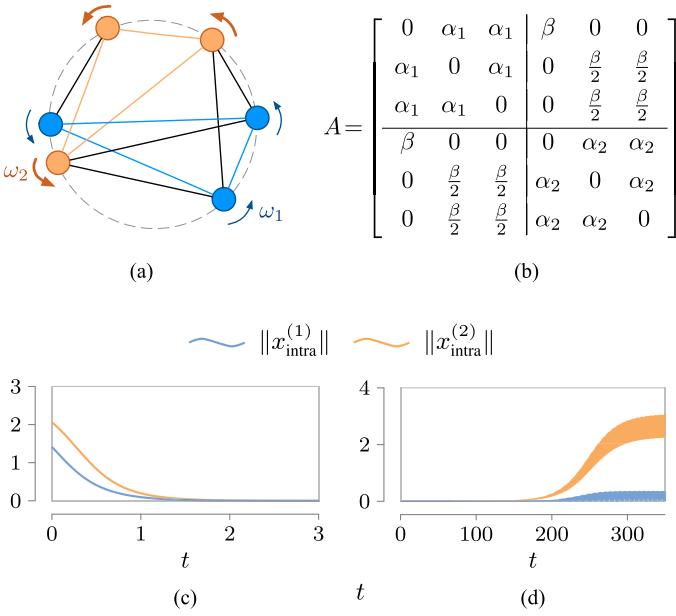 ω₂
ω₁
(a)
A =
0 α₁ α₁ β 0 0
α₁ 0 α₁ 0 β/2 β/2
α₁ α₁ 0 0 β/2 β/2
β 0 0 0 α₂ α₂
0 β/2 β/2 α₂ 0 α₂
0 β/2 β/2 α₂ α₂ 0
(b)
‖x_intra^(1)‖ ‖x_intra^(2)‖
3
2
1
0
0 1 2 3
t
(c)
4
2
0
0 100 200 300
t
(d)
t